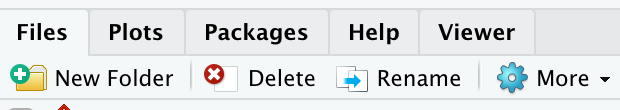 Files Plots Packages Help Viewer
New Folder Delete Rename More